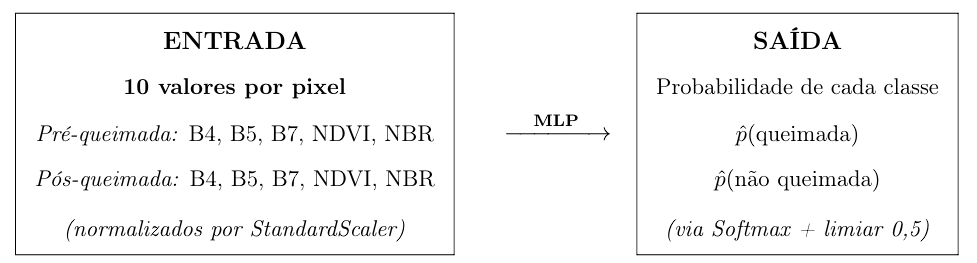 ENTRADA
10 valores por pixel
Pré-queimada: B4, B5, B7, NDVI, NBR
Pós-queimada: B4, B5, B7, NDVI, NBR
(normalizados por StandardScaler)
MLP
SAÍDA
Probabilidade de cada classe
p̂(queimada)
p̂(não queimada)
(via Softmax + limiar 0,5)